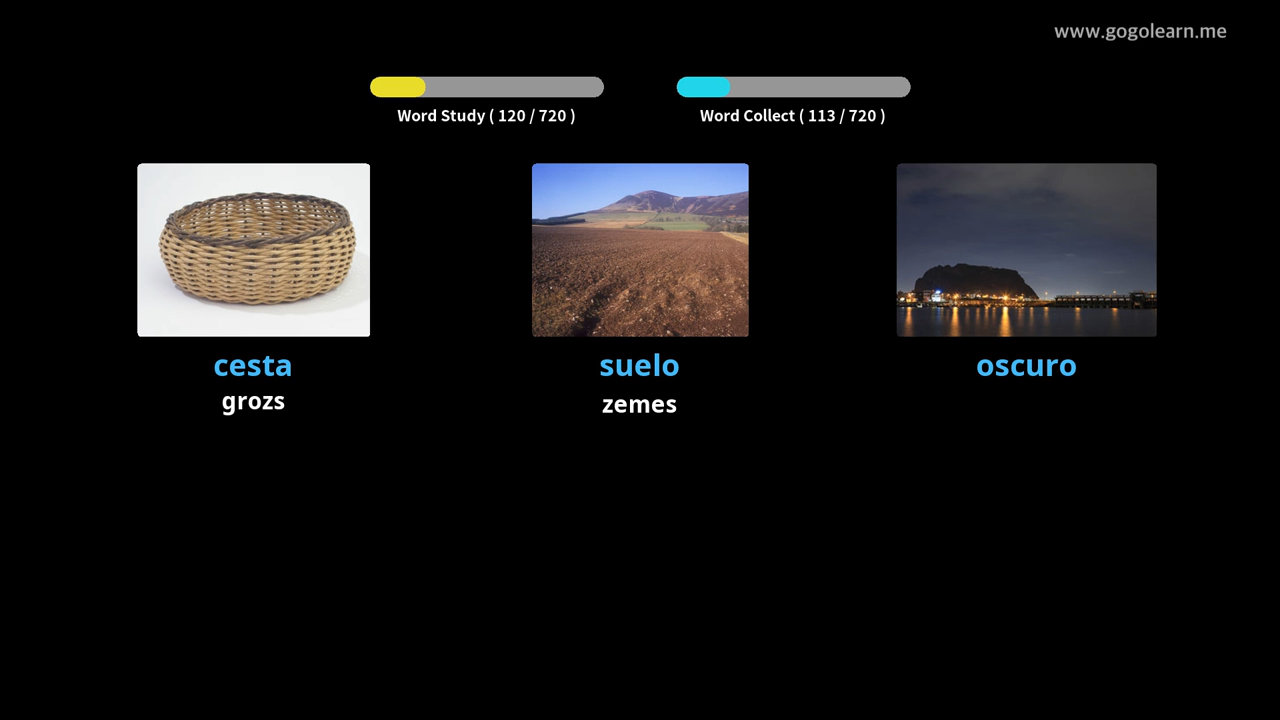 www.gogolearn.me
Word Study ( 120 / 720 )
Word Collect ( 113 / 720 )
cesta
grozs
suelo
zemes
oscuro